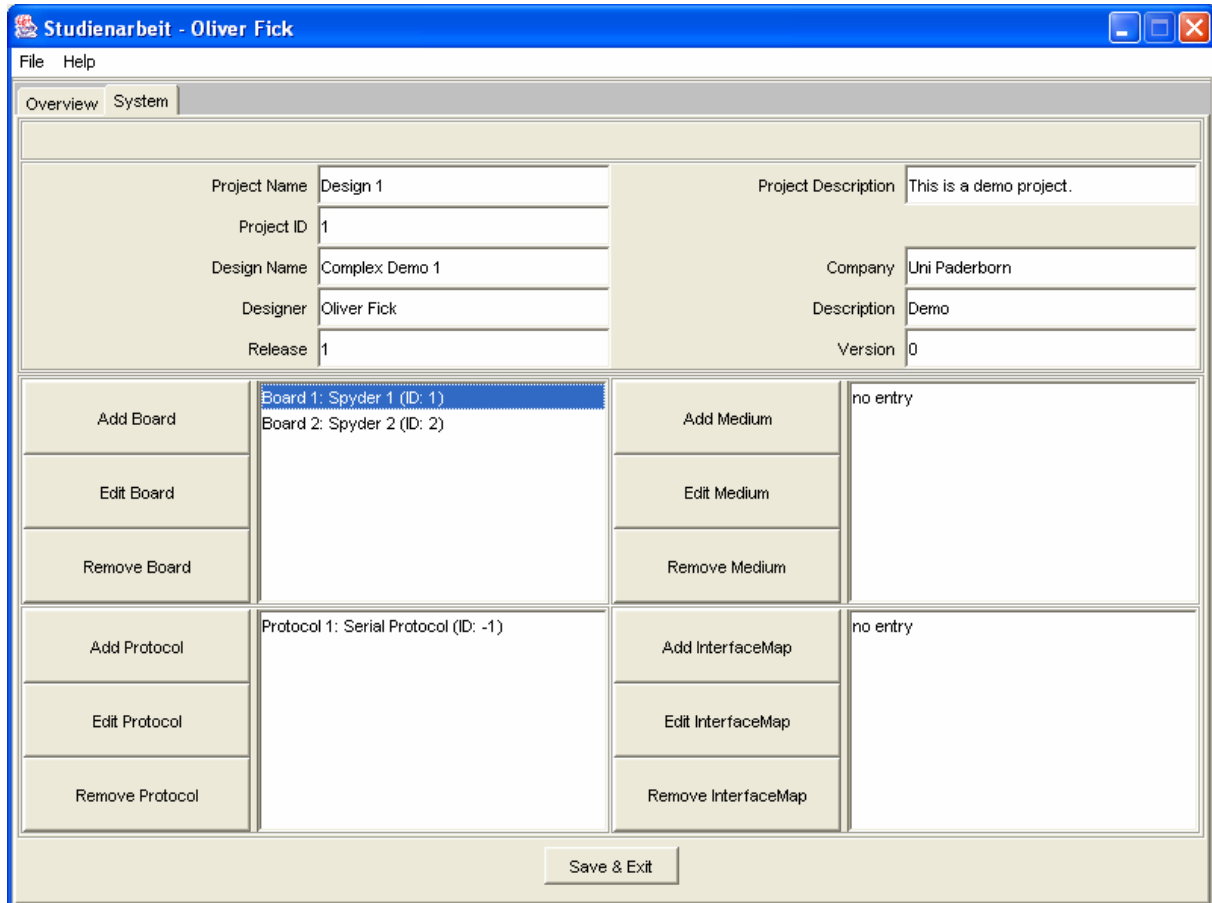 Studienarbeit - Oliver Fick
File Help
Overview System
Project Name Design 1 Project Description This is a demo project.
Project ID 1
Design Name Complex Demo 1 Company Uni Paderborn
Designer Oliver Fick Description Demo
Release 1 Version 0
Add Board
Edit Board
Remove Board
Board 1: Spyder 1 (ID: 1)
Board 2: Spyder 2 (ID: 2)
Add Medium
Edit Medium
Remove Medium
no entry
Add Protocol
Edit Protocol
Remove Protocol
Protocol 1: Serial Protocol (ID: -1)
Add InterfaceMap
Edit InterfaceMap
Remove InterfaceMap
no entry
Save & Exit